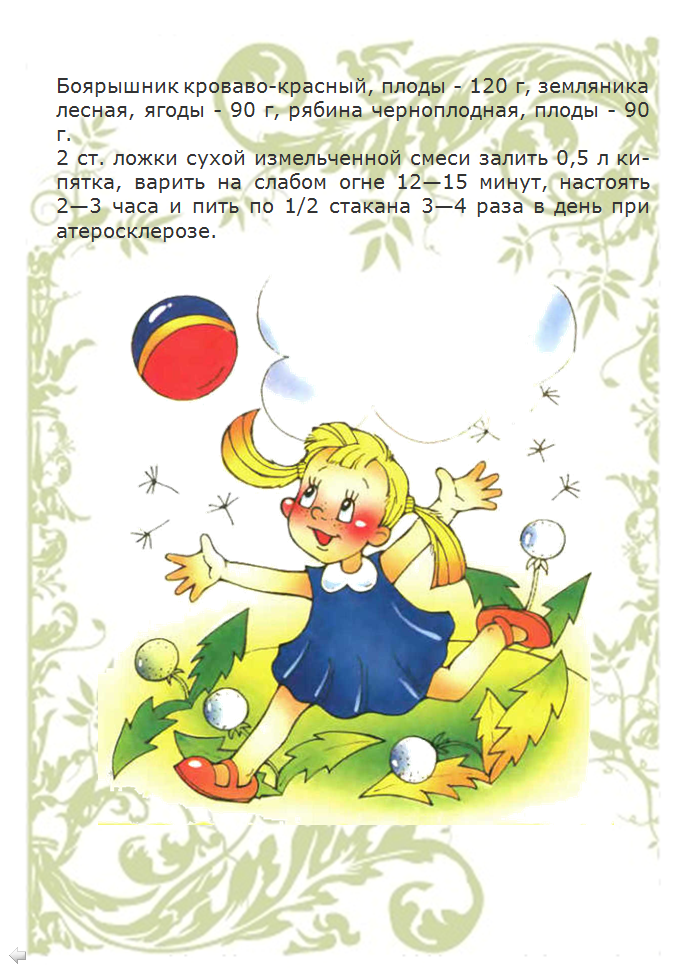 Боярышник кроваво-красный, плоды - 120 г, земляника
лесная, ягоды - 90 г, рябина черноплодная, плоды - 90
г.
2 ст. ложки сухой измельченной смеси залить 0,5 л ки-
пятка, варить на слабом огне 12—15 минут, настоять
2—3 часа и пить по 1/2 стакана 3—4 раза в день при
атеросклерозе.